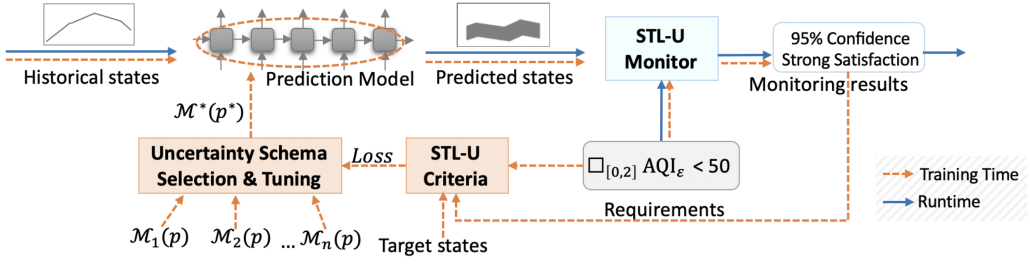 STL-U
Monitor
95% Confidence
Strong Satisfaction
Historical states
Prediction Model
Predicted states
Monitoring results
ℳ*(p*)
Uncertainty Schema
Selection & Tuning
Loss
STL-U
Criteria
□[0,2] AQIε < 50
Requirements
Training Time
Runtime
ℳ1(p)
ℳ2(p)
... ℳn(p)
Target states